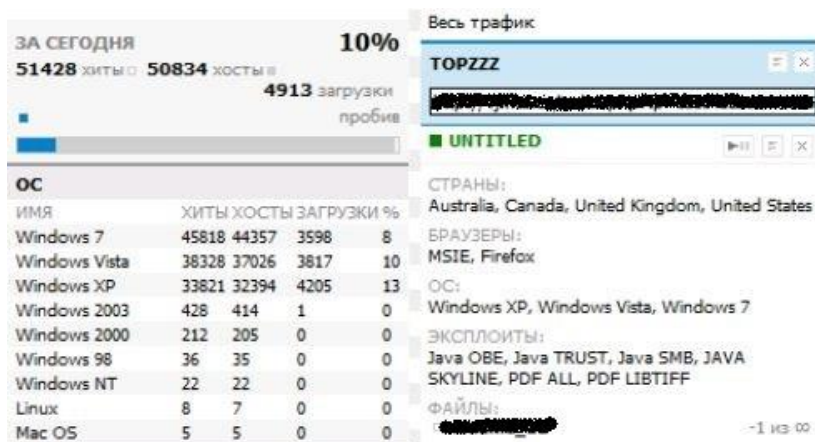 ЗА СЕГОДНЯ 10%
51428 хиты 50834 хосты
4913 загрузки
пробив
ОС
ИМЯ ХИТЫ ХОСТЫ ЗАГРУЗКИ %
Windows 7 45818 44357 3598 8
Windows Vista 38328 37026 3817 10
Windows XP 33821 32394 4205 13
Windows 2003 428 414 1 0
Windows 2000 212 205 0 0
Windows 98 36 35 0 0
Windows NT 22 22 0 0
Linux 8 7 0 0
Mac OS 5 5 0 0
Весь трафик
TOPZZZ
UNTITLED
СТРАНЫ:
Australia, Canada, United Kingdom, United States
БРАУЗЕРЫ:
MSIE, Firefox
ОС:
Windows XP, Windows Vista, Windows 7
ЭКСПЛОИТЫ:
Java OBE, Java TRUST, Java SMB, JAVA
SKYLINE, PDF ALL, PDF LIBTIFF
ФАЙЛЫ:
-1 из ∞